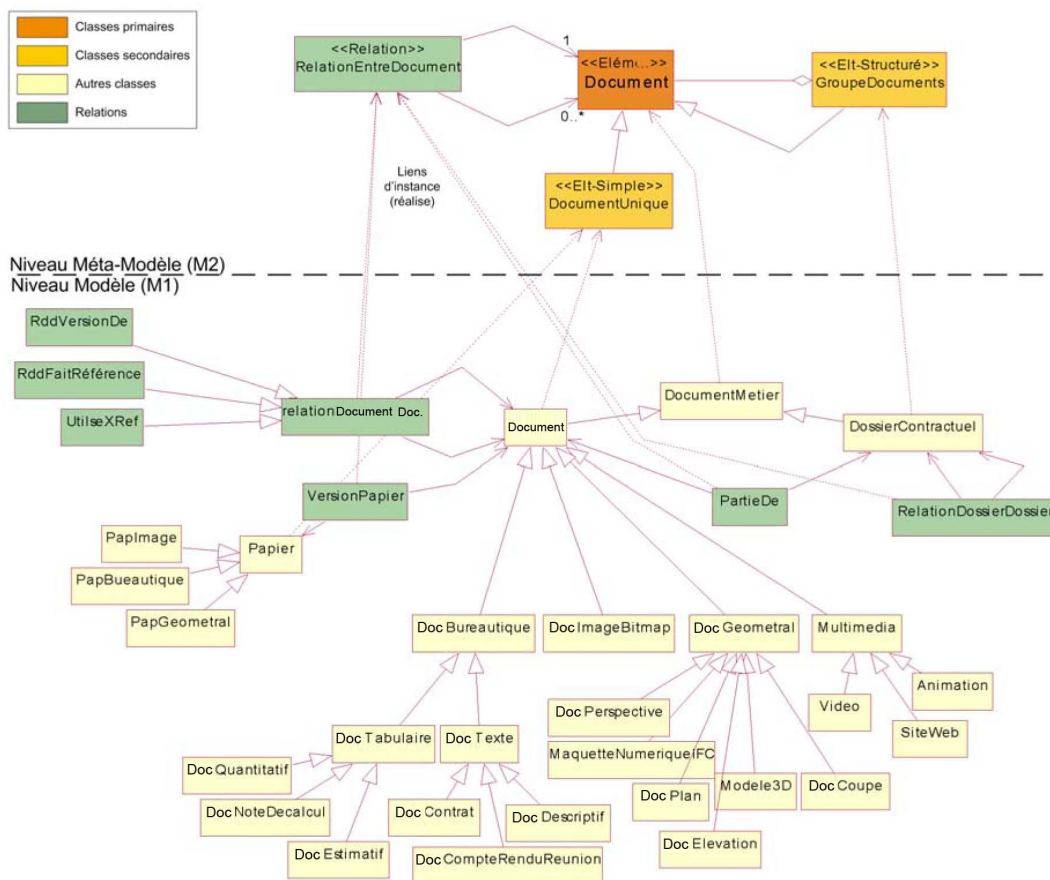 Classes primaires
Classes secondaires
Autres classes
Relations
<<Relation>>
RelationEntreDocument
1
0..*
<<Elém‹...>>
Document
<<Elt-Structuré>>
GroupeDocuments
<<Elt-Simple>>
DocumentUnique
Liens
d'instance
(réalise)
Niveau Méta-Modèle (M2)
Niveau Modèle (M1)
RddVersionDe
RddFaitRéférence
UtilseXRef
relationDocument Doc.
Document
DocumentMetier
DossierContractuel
VersionPapier
PartieDe
RelationDossierDossier
PapImage
PapBueautique
PapGeometral
Papier
Doc Bureautique
Doc ImageBitmap
Doc Geometral
Multimedia
Doc Perspective
MaquetteNumeriqueIFC
Doc Plan
Modele3D
Doc Coupe
Doc Elevation
Video
Animation
SiteWeb
Doc Tabulaire
Doc Texte
Doc Quantitatif
Doc NoteDecalcul
Doc Estimatif
Doc Contrat
Doc Descriptif
Doc CompteRenduReunion